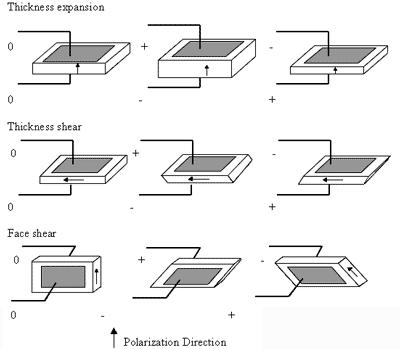 Thickness expansion
0 + -
0 - +
Thickness shear
0 + -
0 - +
Face shear
0 + -
0 - +
Polarization Direction